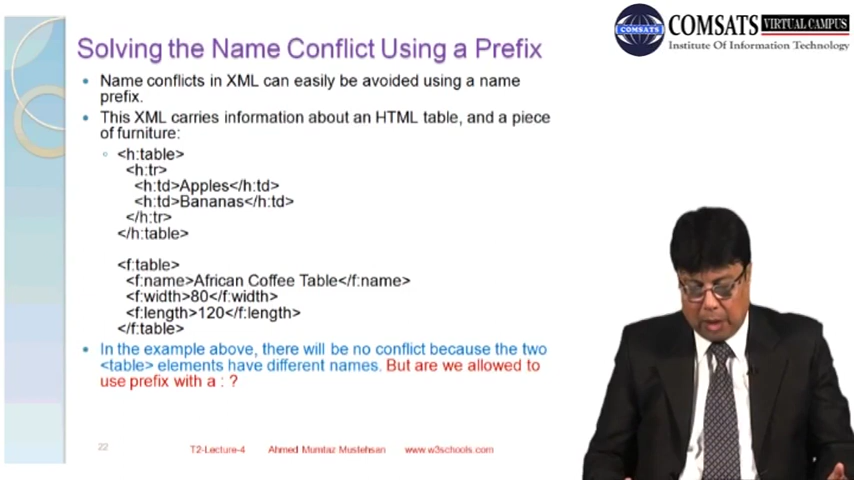 Solving the Name Conflict Using a Prefix
COMSATS
COMSATS VIRTUAL CAMPUS
Institute Of Information Technology
• Name conflicts in XML can easily be avoided using a name
prefix.
• This XML carries information about an HTML table, and a piece
of furniture:
<h:table>
<h:tr>
<h:td>Apples</h:td>
<h:td>Bananas</h:td>
</h:tr>
</h:table>
<f:table>
<f:name>African Coffee Table</f:name>
<f:width>80</f:width>
<f:length>120</f:length>
</f:table>
• In the example above, there will be no conflict because the two
<table> elements have different names. But are we allowed to
use prefix with a : ?
22 T2-Lecture-4 Ahmed Mumtaz Mustehsan www.w3schools.com